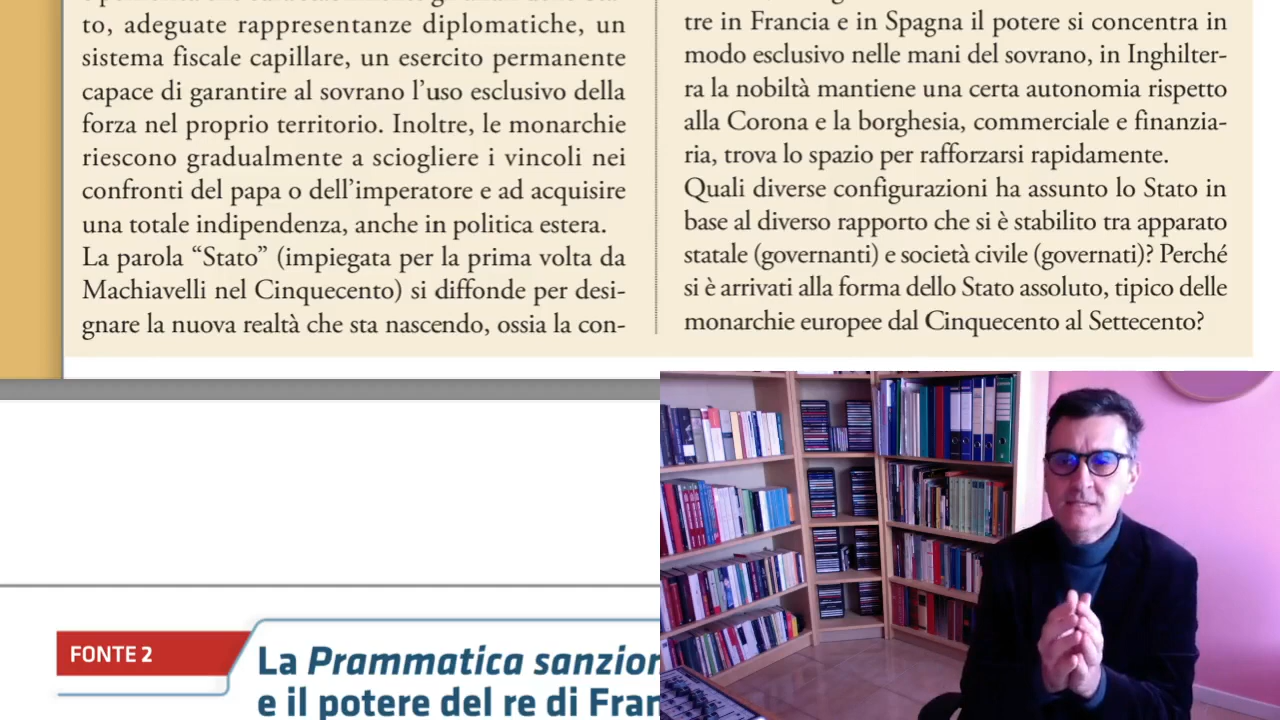 to, adeguate rappresentanze diplomatiche, un
sistema fiscale capillare, un esercito permanente
capace di garantire al sovrano l’uso esclusivo della
forza nel proprio territorio. Inoltre, le monarchie
riescono gradualmente a sciogliere i vincoli nei
confronti del papa o dell’imperatore e ad acquisire
una totale indipendenza, anche in politica estera.
La parola “Stato” (impiegata per la prima volta da
Machiavelli nel Cinquecento) si diffonde per desi-
gnare la nuova realtà che sta nascendo, ossia la con-
tre in Francia e in Spagna il potere si concentra in
modo esclusivo nelle mani del sovrano, in Inghilter-
ra la nobiltà mantiene una certa autonomia rispetto
alla Corona e la borghesia, commerciale e finanzia-
ria, trova lo spazio per rafforzarsi rapidamente.
Quali diverse configurazioni ha assunto lo Stato in
base al diverso rapporto che si è stabilito tra apparato
statale (governanti) e società civile (governati)? Perché
si è arrivati alla forma dello Stato assoluto, tipico delle
monarchie europee dal Cinquecento al Settecento?
FONTE 2
La Prammatica sanzion
e il potere del re di Fran